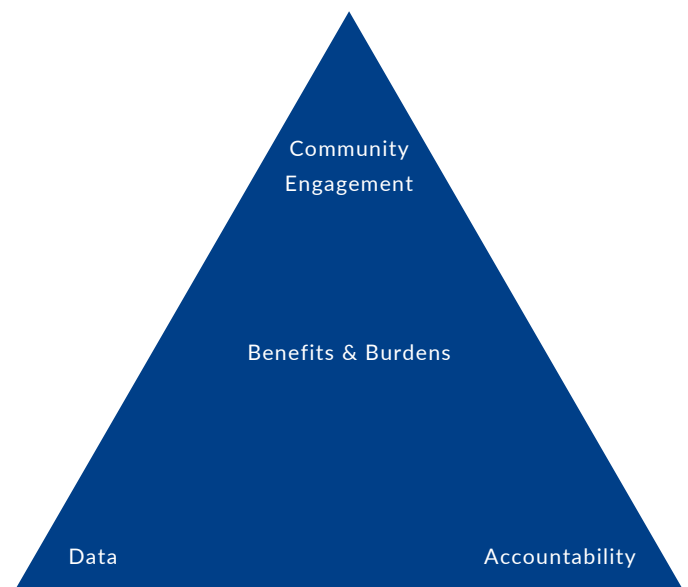 Community
Engagement
Benefits & Burdens
Data
Accountability